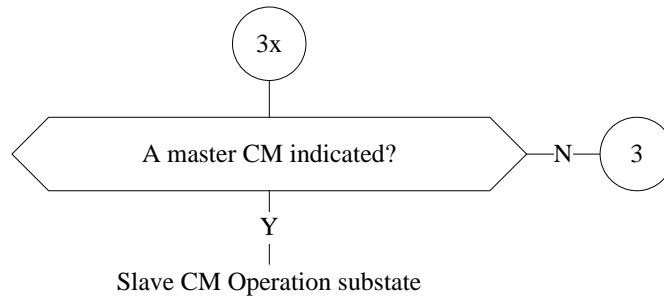 3x
A master CM indicated?
N
3
Y
Slave CM Operation substate